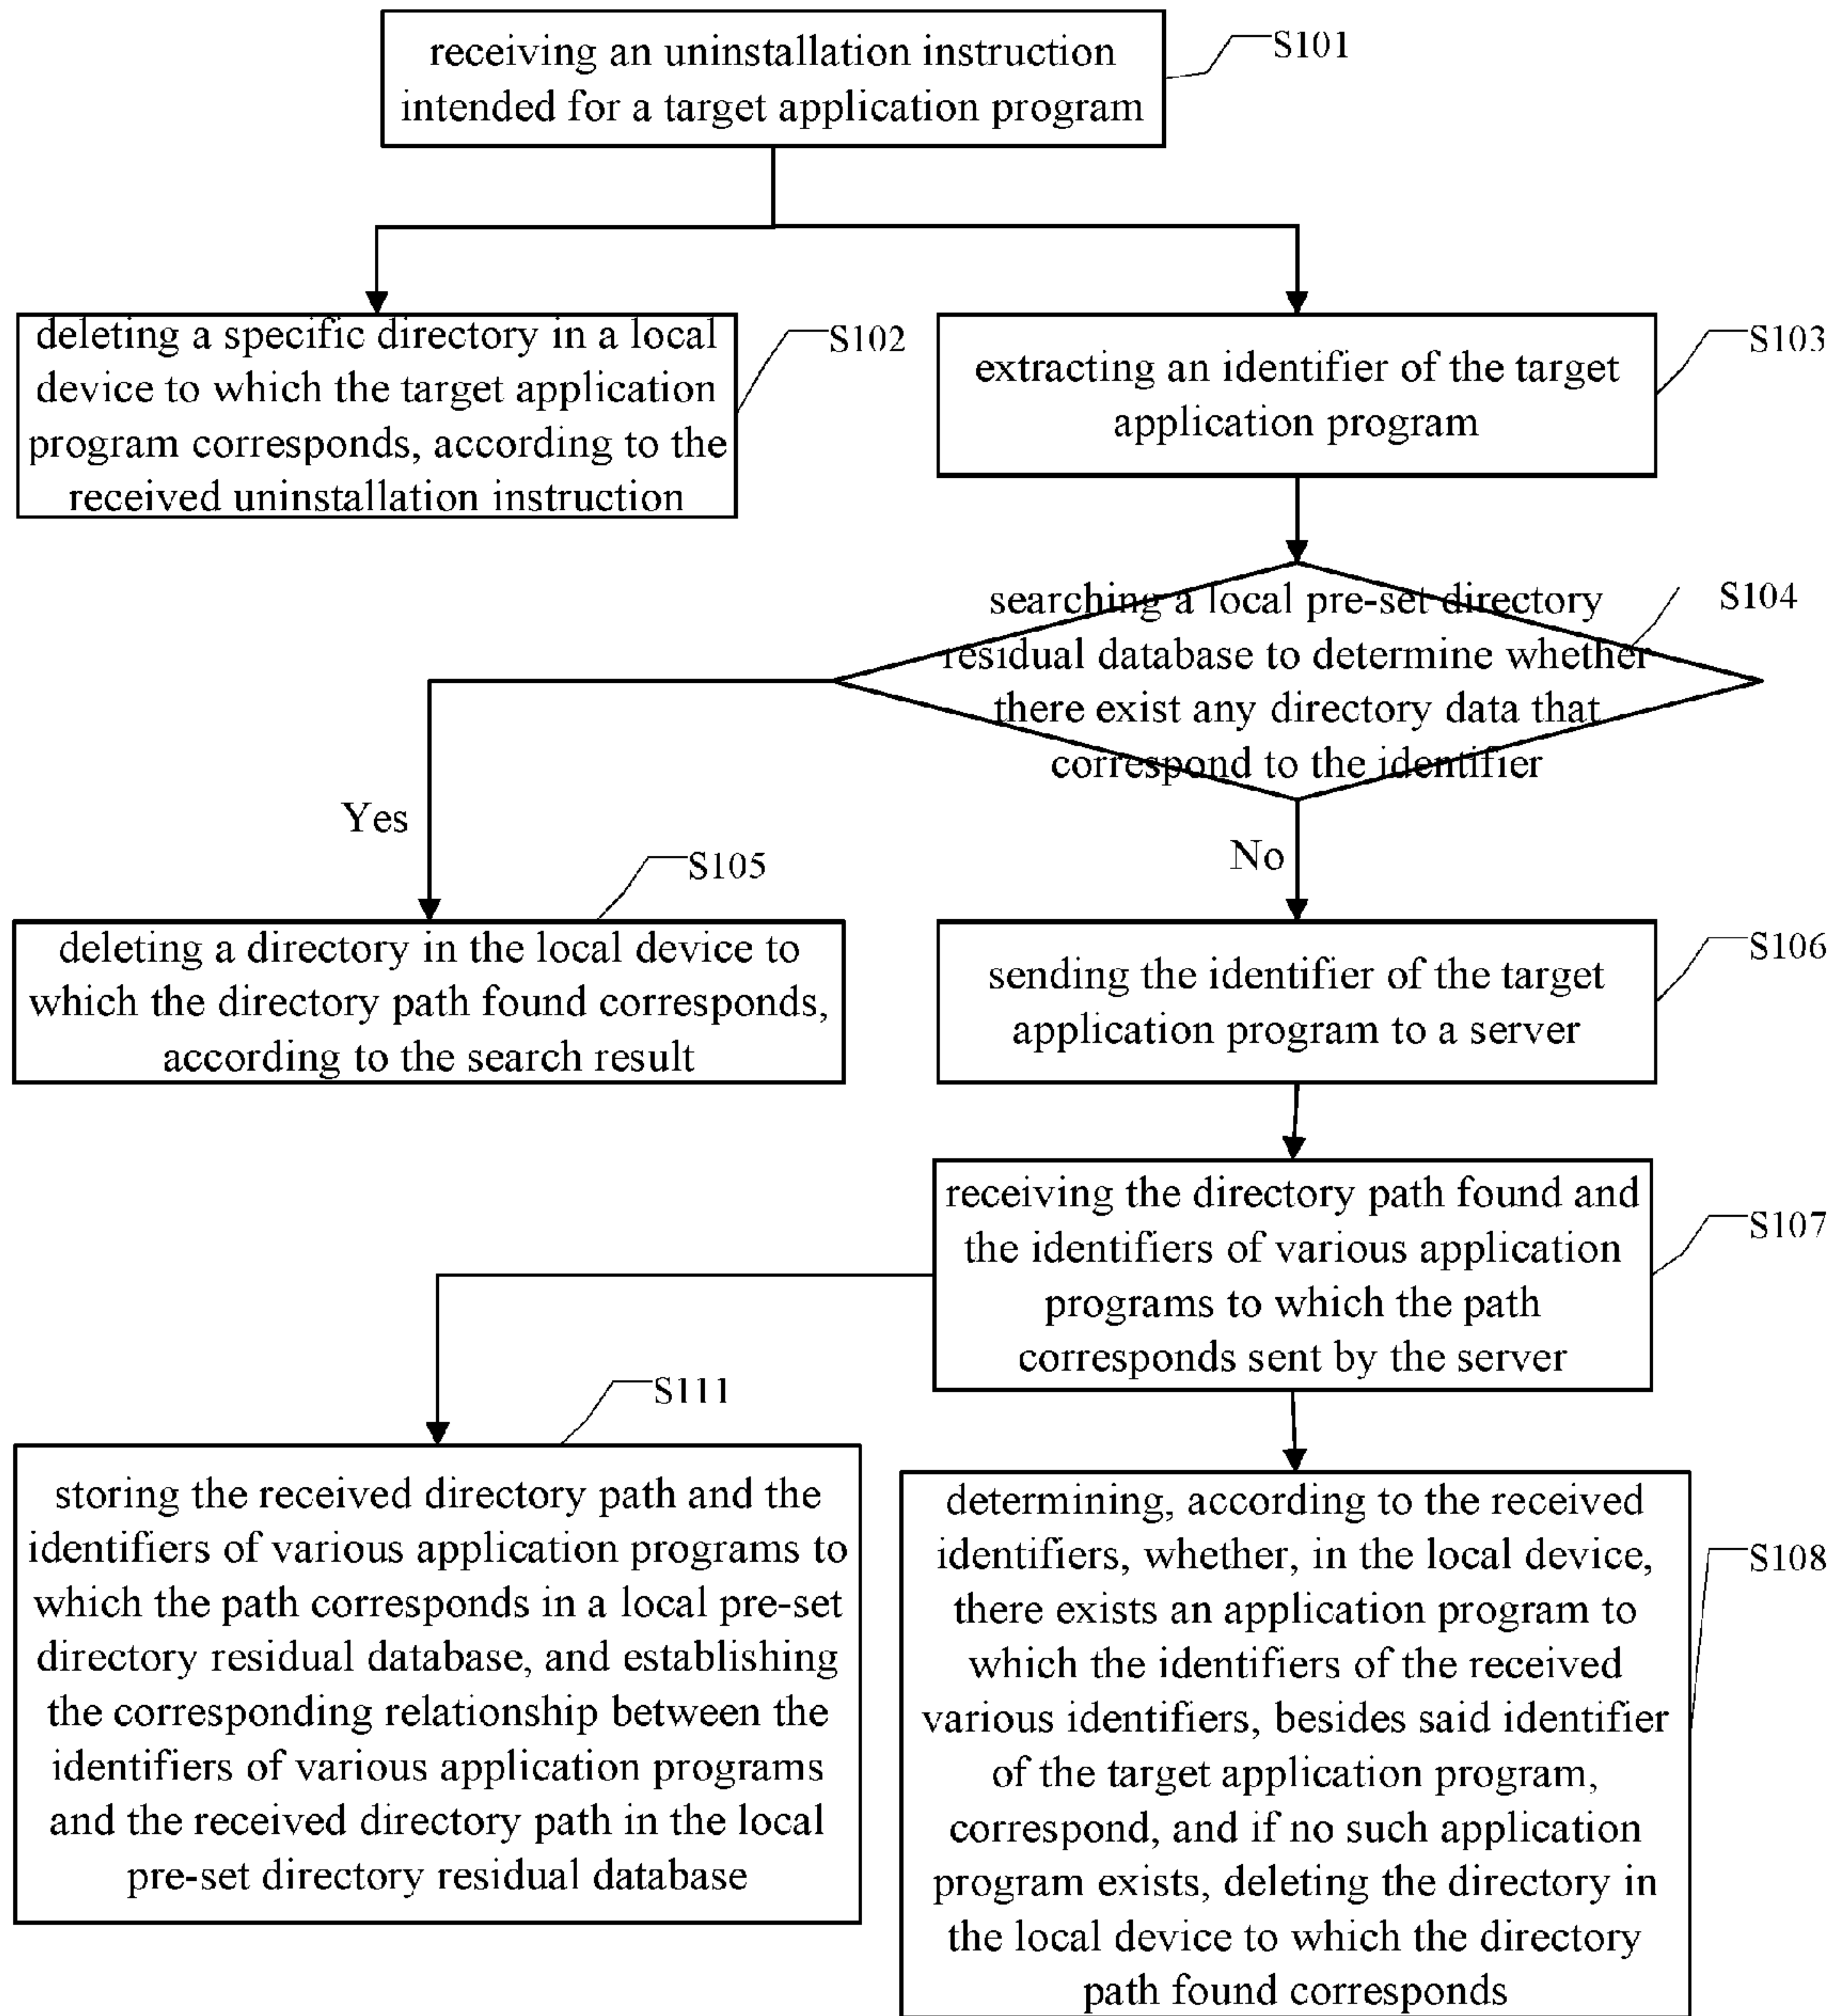 receiving an uninstallation instruction
intended for a target application program
S101
deleting a specific directory in a local
device to which the target application
program corresponds, according to the
received uninstallation instruction
S102
extracting an identifier of the target
application program
S103
searching a local pre-set directory
residual database to determine whether
there exist any directory data that
correspond to the identifier
S104
Yes
No
S105
deleting a directory in the local device to
which the directory path found corresponds,
according to the search result
sending the identifier of the target
application program to a server
S106
receiving the directory path found and
the identifiers of various application
programs to which the path
corresponds sent by the server
S107
S111
storing the received directory path and the
identifiers of various application programs to
which the path corresponds in a local pre-set
directory residual database, and establishing
the corresponding relationship between the
identifiers of various application programs
and the received directory path in the local
pre-set directory residual database
determining, according to the received
identifiers, whether, in the local device,
there exists an application program to
which the identifiers of the received
various identifiers, besides said identifier
of the target application program,
correspond, and if no such application
program exists, deleting the directory in
the local device to which the directory
path found corresponds
S108